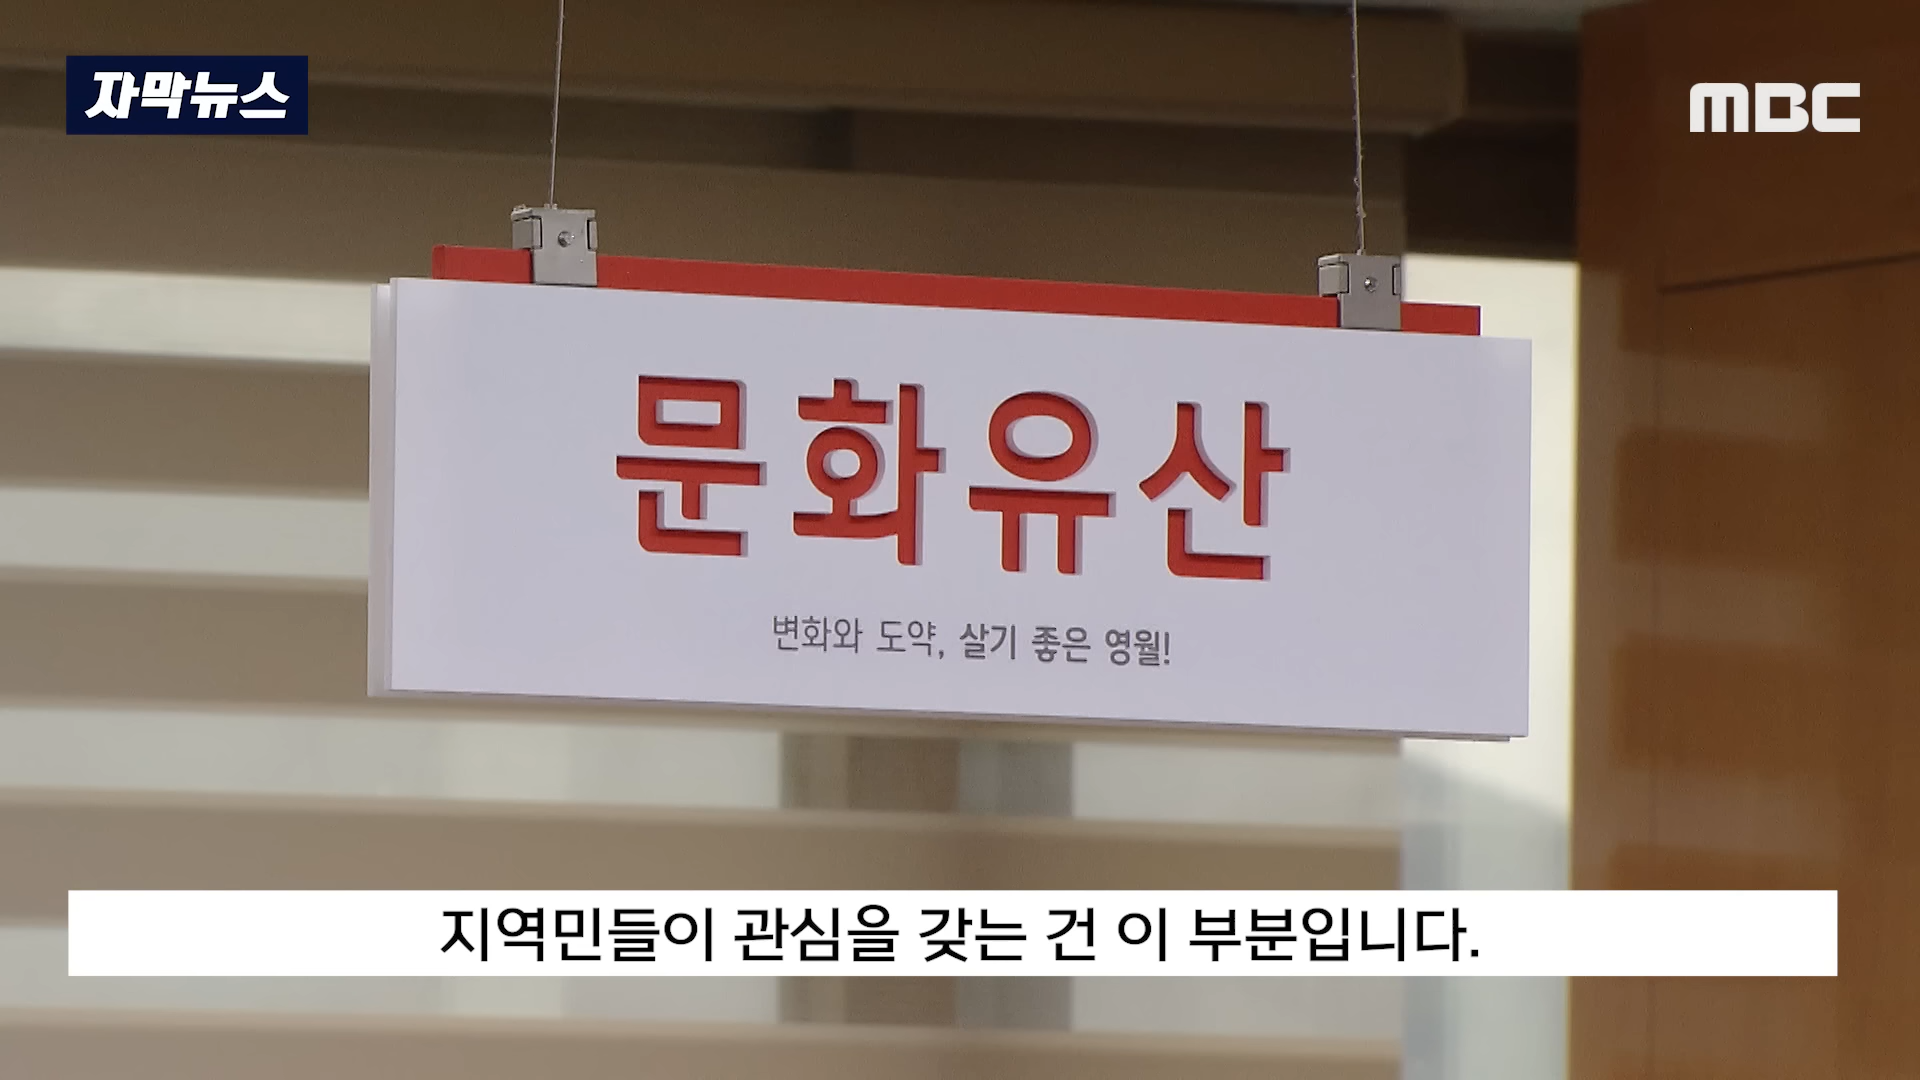 자막뉴스
MBC
문화유산
변화와 도약, 살기 좋은 영월!
지역민들이 관심을 갖는 건 이 부분입니다.